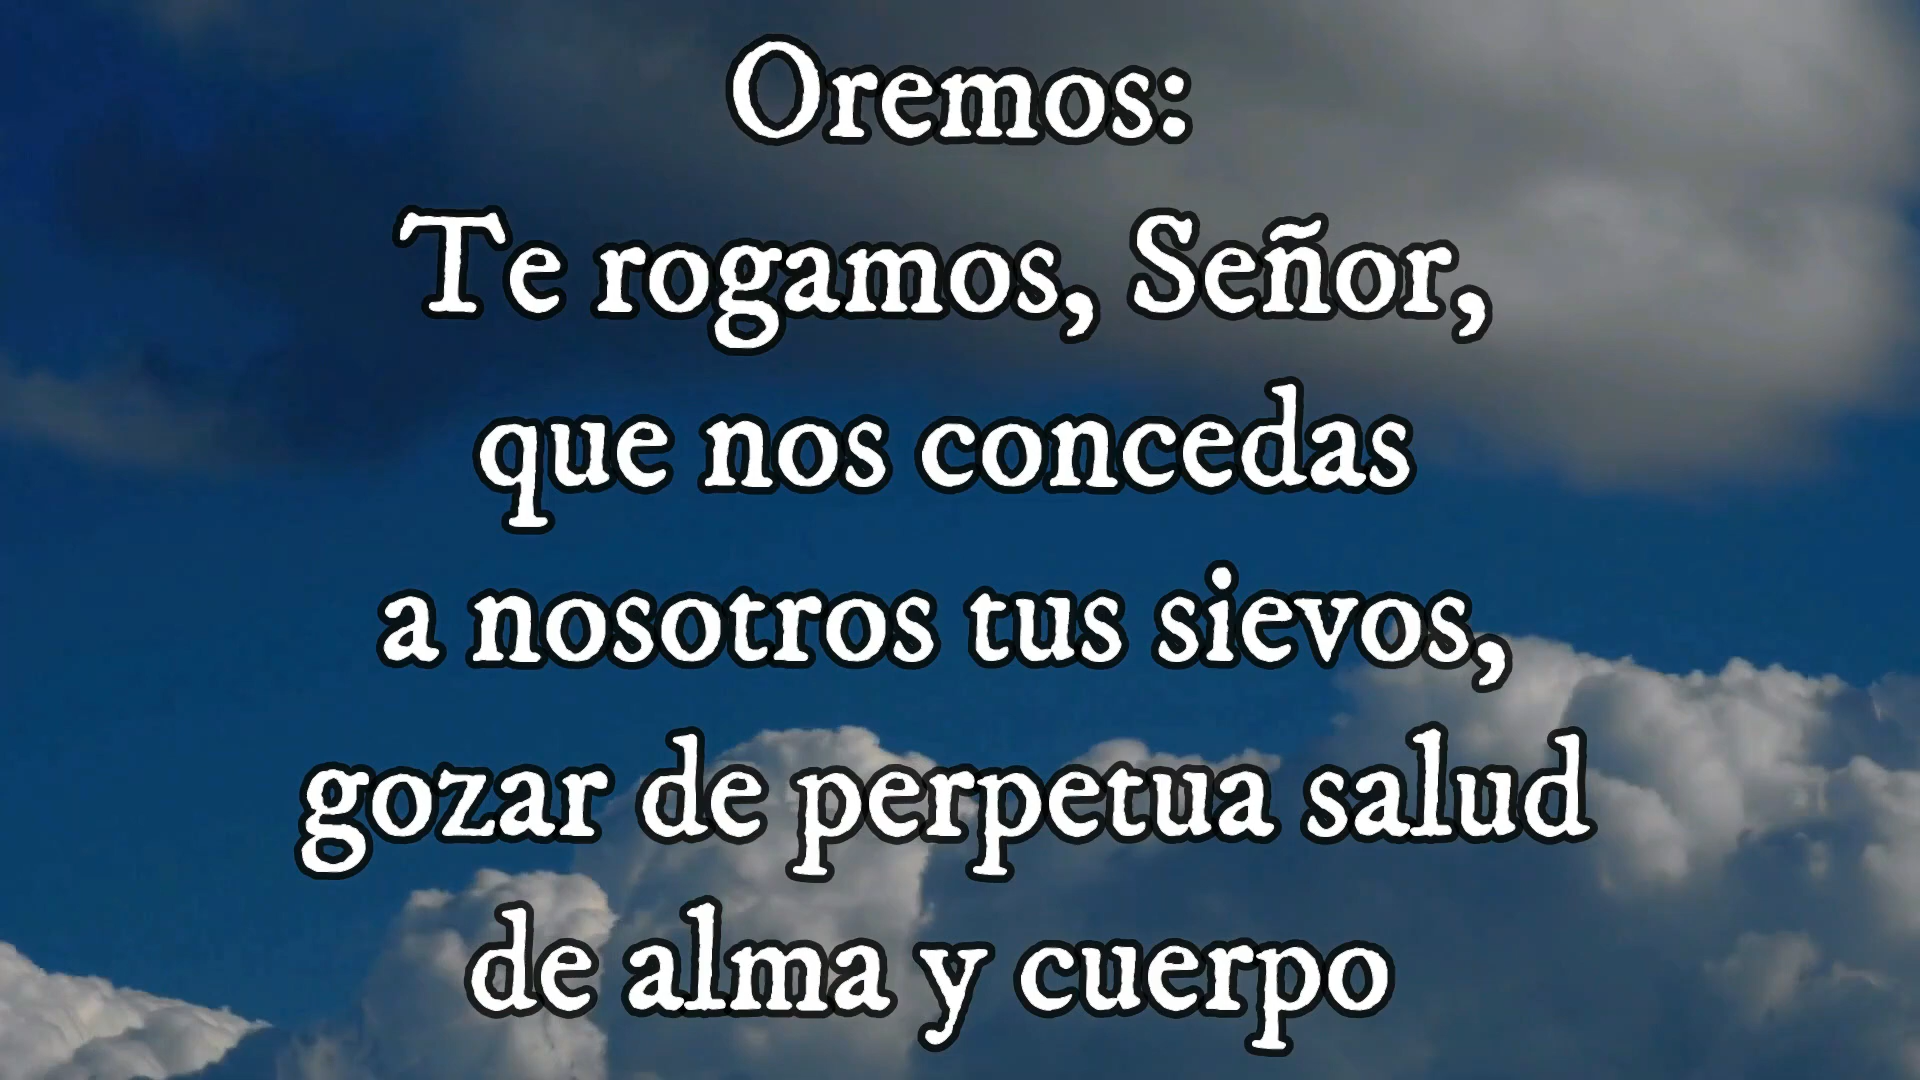 Oremos:
Te rogamos, Señor,
que nos concedas
a nosotros tus sievos,
gozar de perpetua salud
de alma y cuerpo